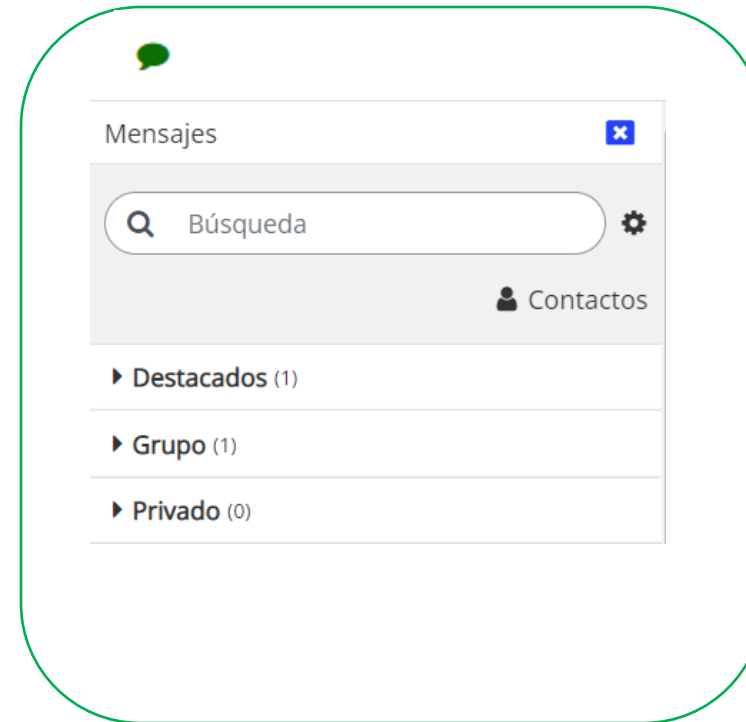 Mensajes
Búsqueda
Contactos
Destacados (1)
Grupo (1)
Privado (0)